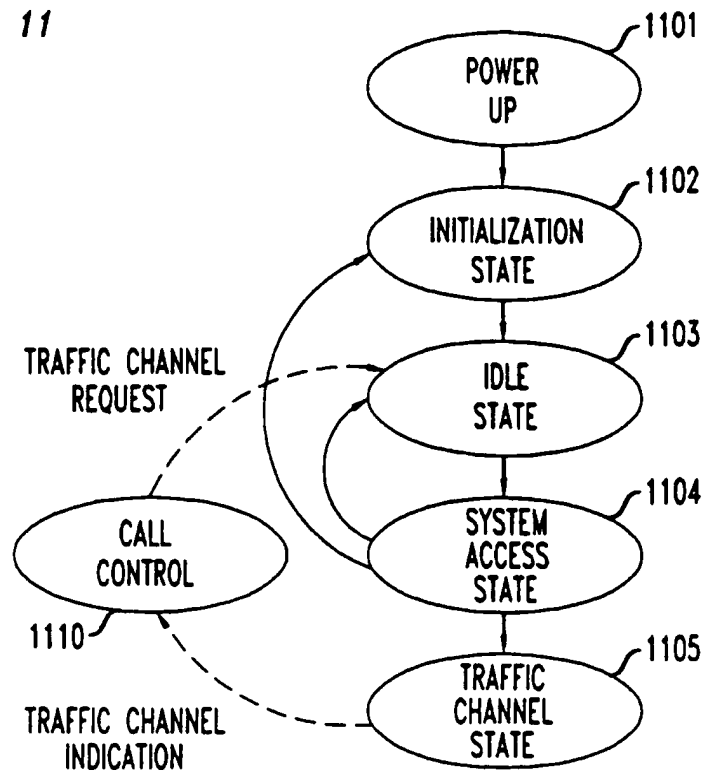 11
1101
POWER
UP
1102
INITIALIZATION
STATE
1103
TRAFFIC CHANNEL
REQUEST
IDLE
STATE
1104
CALL
CONTROL
SYSTEM
ACCESS
STATE
1110
1105
TRAFFIC
CHANNEL
STATE
TRAFFIC CHANNEL
INDICATION